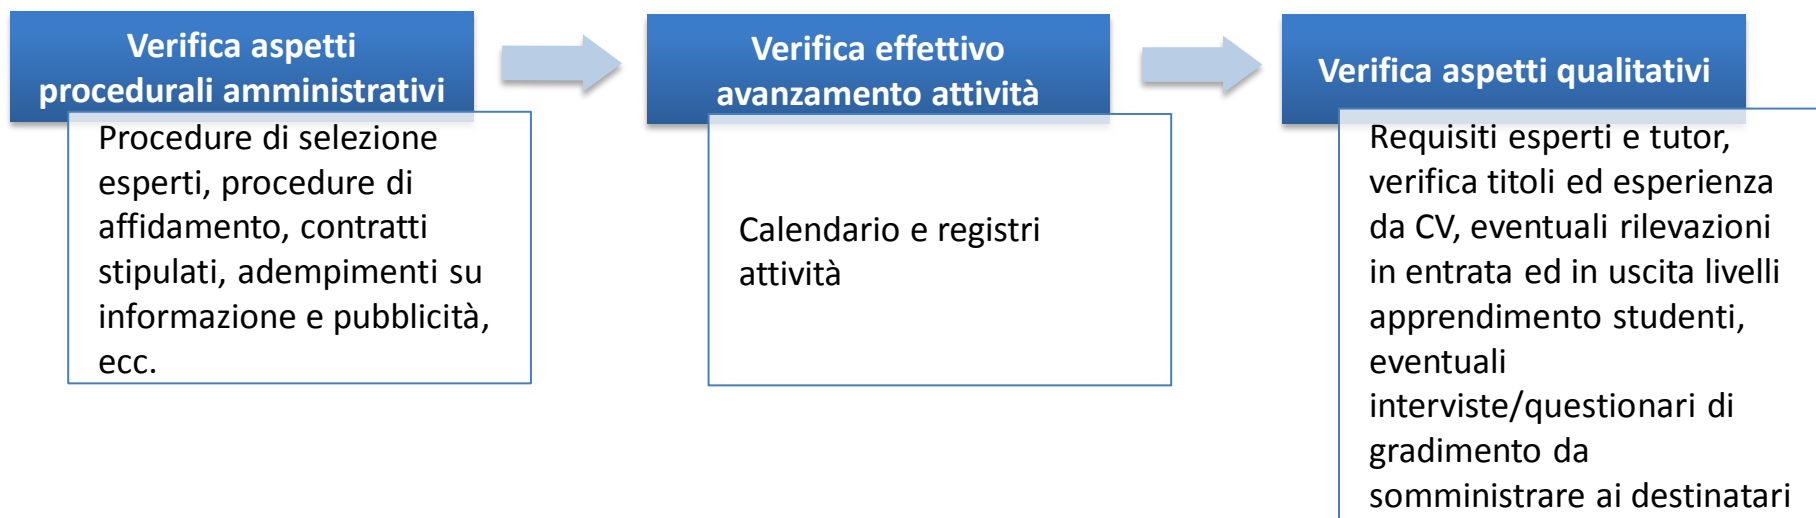 Verifica aspetti
procedurali amministrativi
Procedure di selezione
esperti, procedure di
affidamento, contratti
stipulati, adempimenti su
informazione e pubblicità,
ecc.
Verifica effettivo
avanzamento attività
Calendario e registri
attività
Verifica aspetti qualitativi
Requisiti esperti e tutor,
verifica titoli ed esperienza
da CV, eventuali rilevazioni
in entrata ed in uscita livelli
apprendimento studenti,
eventuali
interviste/questionari di
gradimento da
somministrare ai destinatari